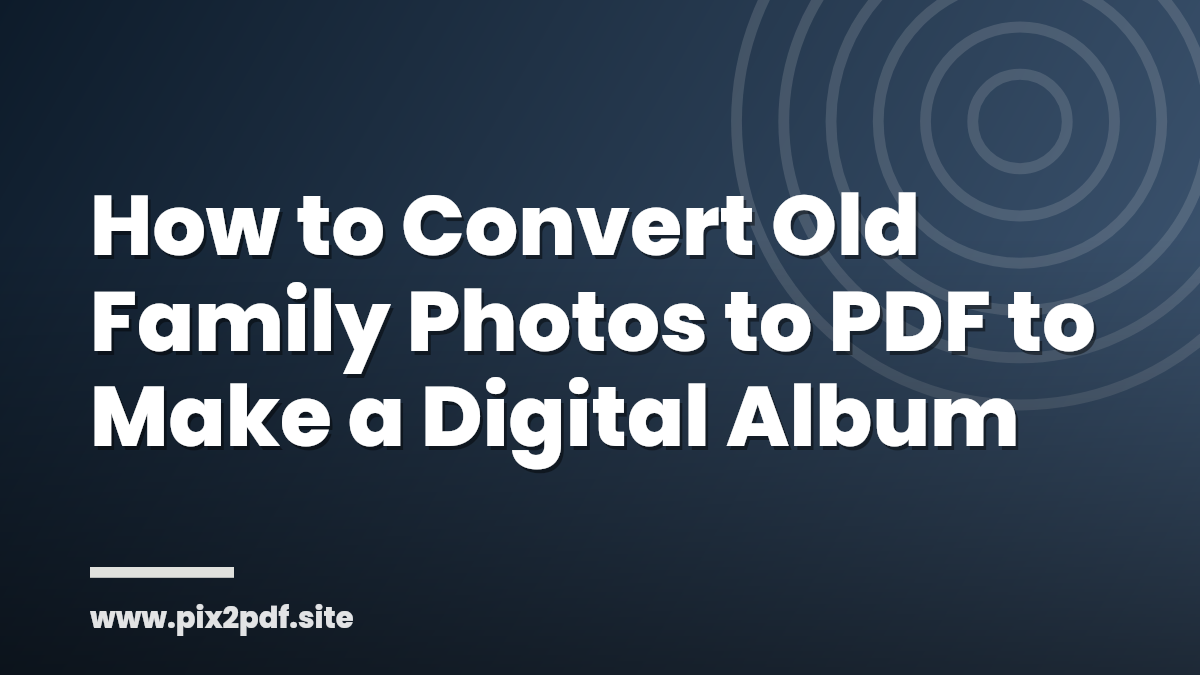 How to Convert Old
Family Photos to PDF to
Make a Digital Album
www.pix2pdf.site